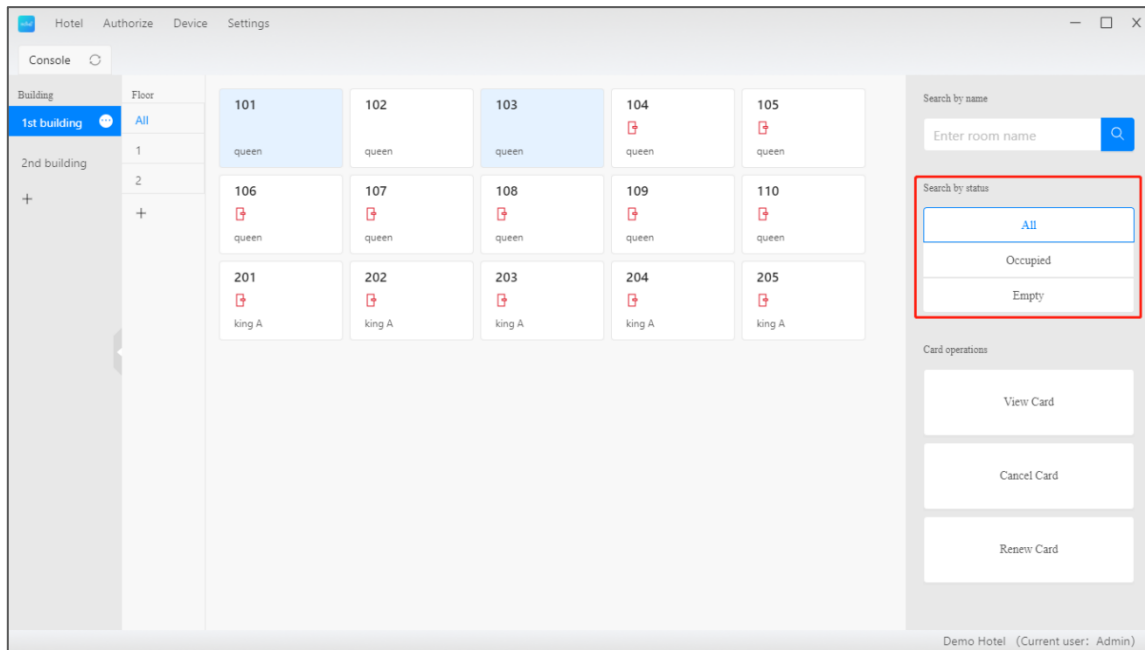 Hotel Authorize Device Settings
Console
Building
1st building
2nd building
+
Floor
All
1
2
+
101 102 103 104 105
queen queen queen queen queen
106 107 108 109 110
queen queen queen queen queen
201 202 203 204 205
king A king A king A king A king A
Search by name
Enter room name
Search by status
All
Occupied
Empty
Card operations
View Card
Cancel Card
Renew Card
Demo Hotel (Current user: Admin)